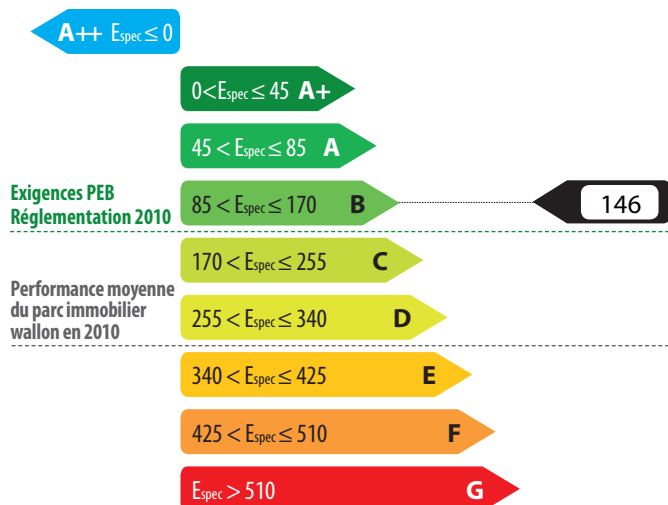 A++ Espec ≤ 0
0<Espec ≤ 45 A+
45 < Espec ≤ 85 A
Exigences PEB
Réglementation 2010
85 < Espec ≤ 170 B
146
170 < Espec ≤ 255 C
Performance moyenne
du parc immobilier
wallon en 2010
255 < Espec ≤ 340 D
340 < Espec ≤ 425 E
425 < Espec ≤ 510 F
Espec > 510 G